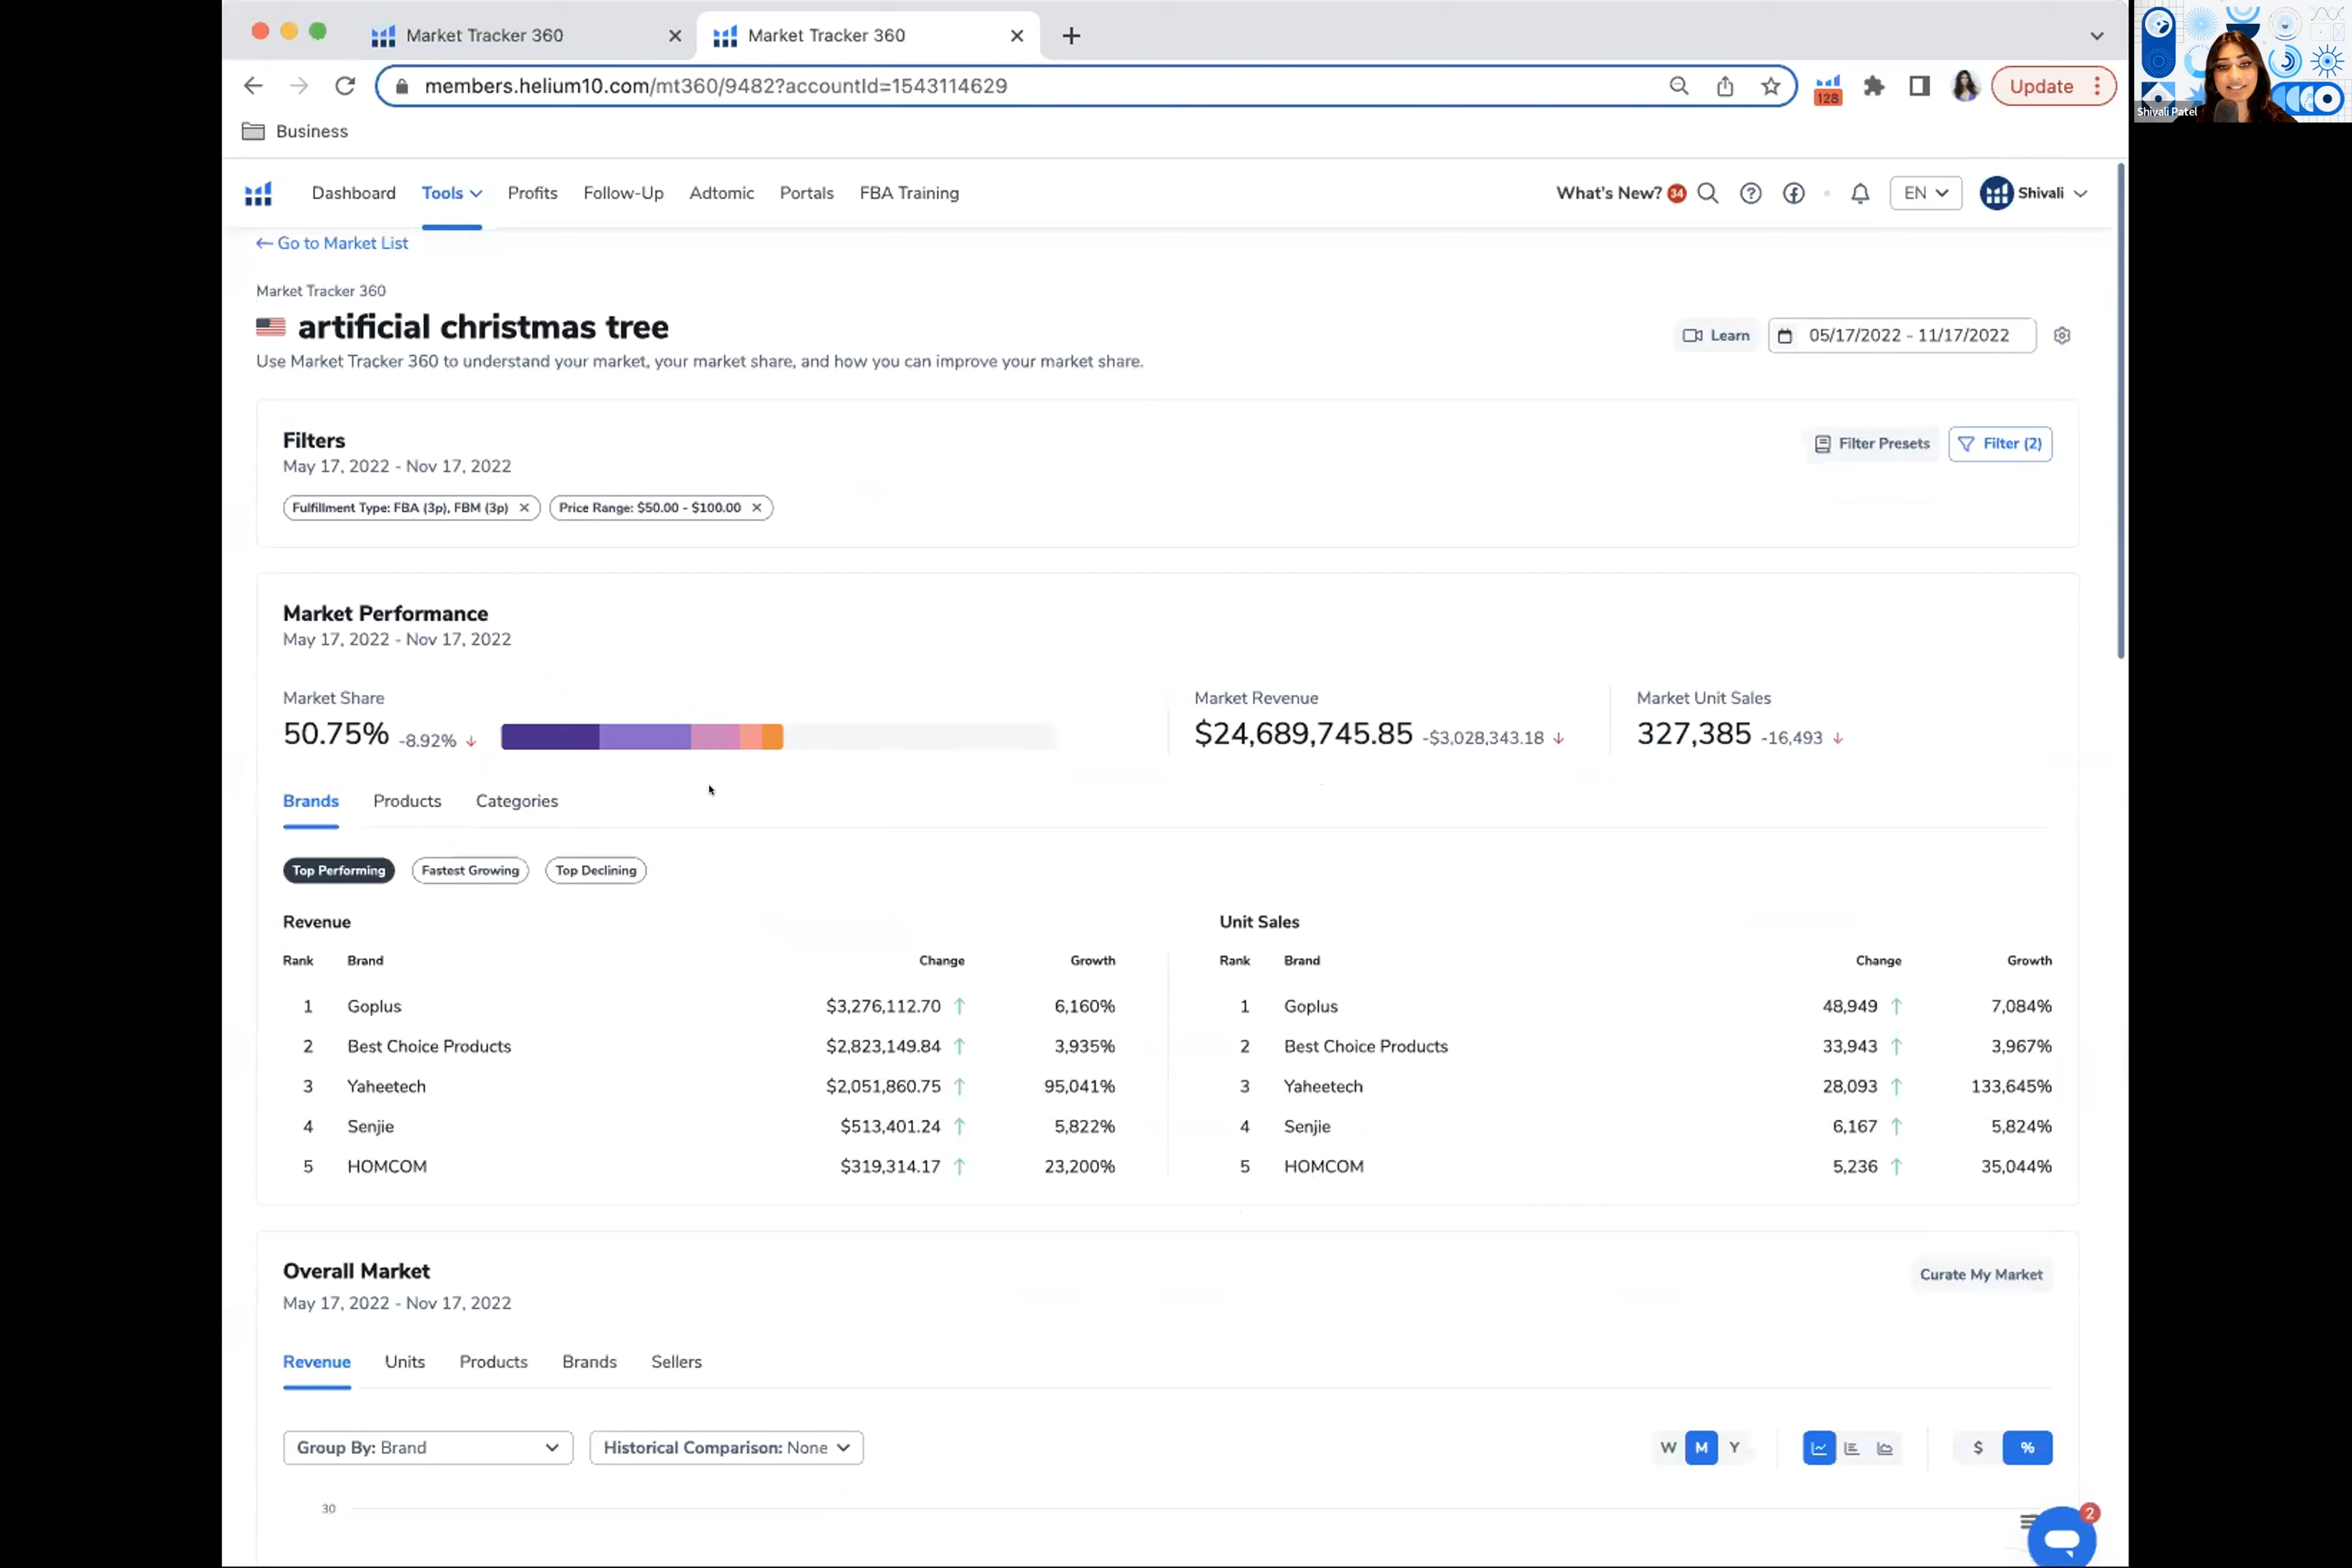 Market Tracker 360
Market Tracker 360
members.helium10.com/mt360/9482?accountId=1543114629
128
Update
Business
Shivali Patel
Dashboard Tools Profits Follow-Up Adtomic Portals FBA Training
What's New? 34 EN Shivali
← Go to Market List
Market Tracker 360
artificial christmas tree
Learn 05/17/2022 - 11/17/2022
Use Market Tracker 360 to understand your market, your market share, and how you can improve your market share.
Filters
May 17, 2022 - Nov 17, 2022
Filter Presets Filter (2)
Fulfillment Type: FBA (3p), FBM (3p) × Price Range: $50.00 - $100.00 ×
Market Performance
May 17, 2022 - Nov 17, 2022
Market Share Market Revenue Market Unit Sales
50.75% -8.92% ↓ $24,689,745.85 -$3,028,343.18 ↓ 327,385 -16,493 ↓
Brands Products Categories
Top Performing Fastest Growing Top Declining
Revenue
Rank Brand Change Growth
1 Goplus $3,276,112.70 ↑ 6,160%
2 Best Choice Products $2,823,149.84 ↑ 3,935%
3 Yaheetech $2,051,860.75 ↑ 95,041%
4 Senjie $513,401.24 ↑ 5,822%
5 HOMCOM $319,314.17 ↑ 23,200%
Unit Sales
Rank Brand Change Growth
1 Goplus 48,949 ↑ 7,084%
2 Best Choice Products 33,943 ↑ 3,967%
3 Yaheetech 28,093 ↑ 133,645%
4 Senjie 6,167 ↑ 5,824%
5 HOMCOM 5,236 ↑ 35,044%
Overall Market
May 17, 2022 - Nov 17, 2022
Curate My Market
Revenue Units Products Brands Sellers
Group By: Brand Historical Comparison: None W M Y $ %
30
2